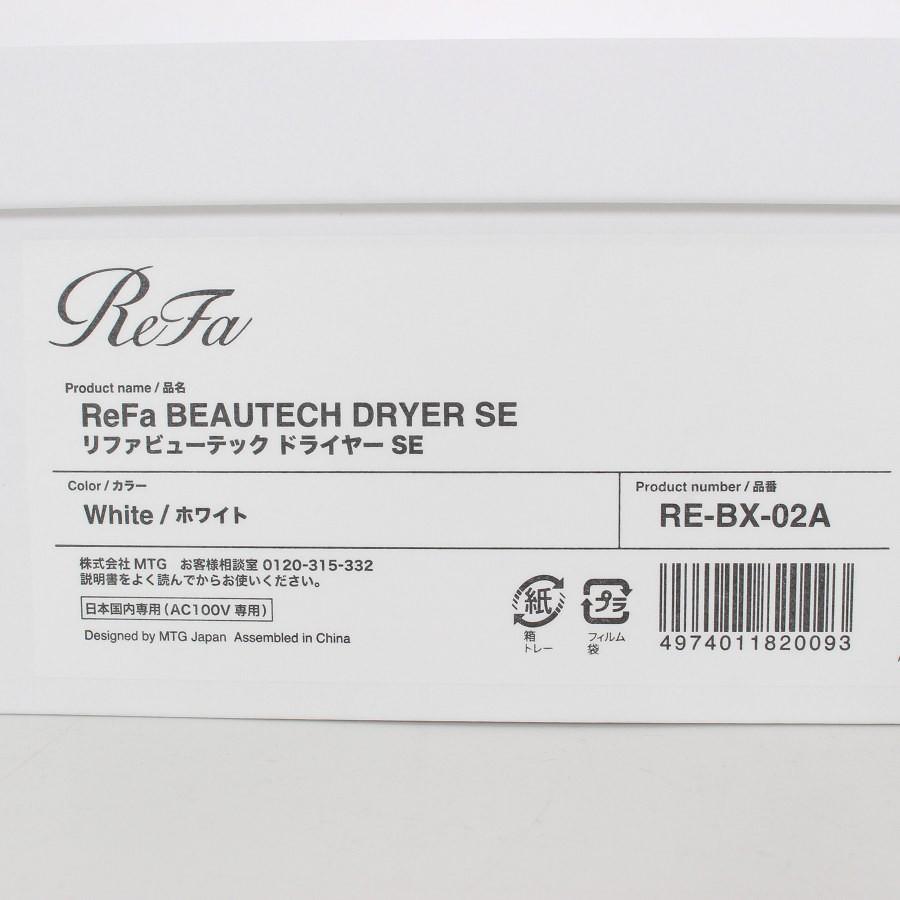 ReFa
Product name / 品名
ReFa BEAUTECH DRYER SE
リファビューテック ドライヤー SE
Color / カラー
White / ホワイト
Product number / 品番
RE-BX-02A
株式会社 MTG お客様相談室 0120-315-332
説明書をよく読んでからお使いください。
日本国内専用(AC100V 専用)
Designed by MTG Japan Assembled in China
紙
箱
トレー
プラ
フィルム
袋
4974011820093